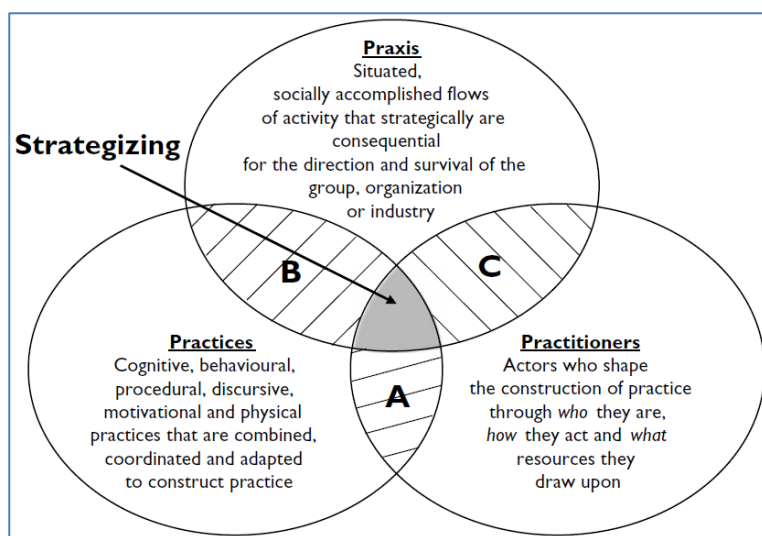 Praxis
Situated,
socially accomplished flows
of activity that strategically are
consequential
for the direction and survival of the
group, organization
or industry
Strategizing
B
C
Practices
Cognitive, behavioural,
procedural, discursive,
motivational and physical
practices that are combined,
coordinated and adapted
to construct practice
A
Practitioners
Actors who shape
the construction of practice
through who they are,
how they act and what
resources they
draw upon